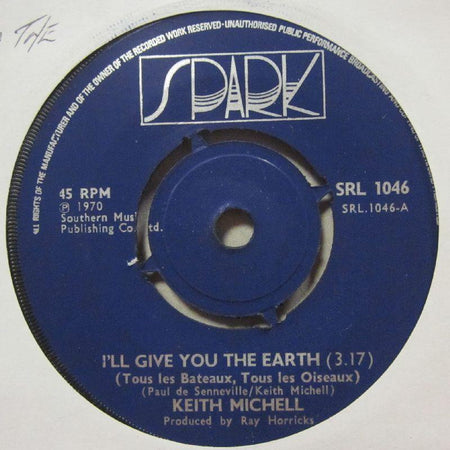 THE
ALL RIGHTS OF THE MANUFACTURER AND OF THE OWNER OF THE RECORDED WORK RESERVED-UNAUTHORISED PUBLIC PERFORMANCE BROADCASTING AND
SPARK
45 RPM
Ⓟ 1970
Southern Music
Publishing Co. Ltd.
SRL 1046
SRL.1046-A
I'LL GIVE YOU THE EARTH (3.17)
(Tous les Bateaux, Tous les Oiseaux)
(Paul de Senneville/Keith Michell)
KEITH MICHELL
Produced by Ray Horricks